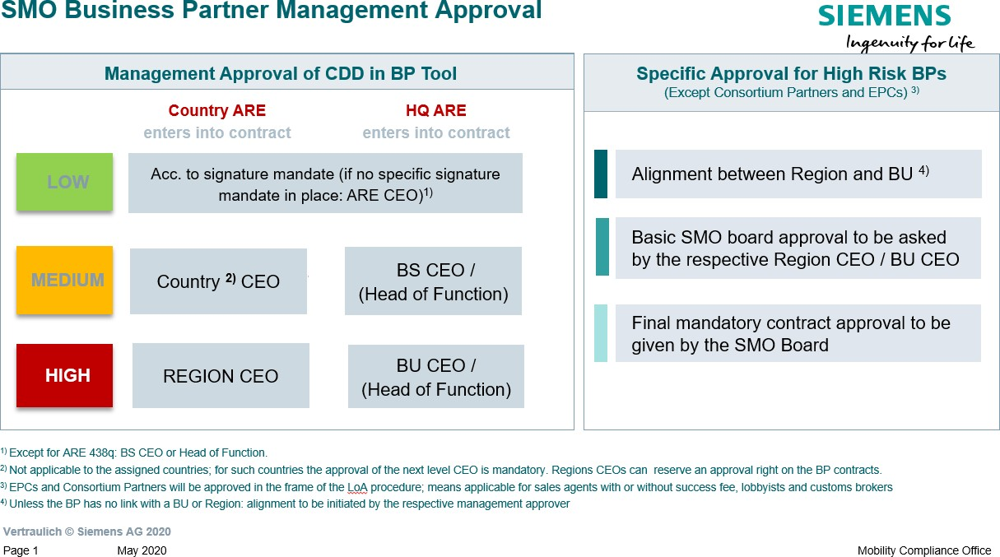 SMO Business Partner Management Approval
SIEMENS
Ingenuity for life
Management Approval of CDD in BP Tool
Country ARE
enters into contract
HQ ARE
enters into contract
LOW
Acc. to signature mandate (if no specific signature
mandate in place: ARE CEO)1)
MEDIUM
Country 2) CEO
BS CEO /
(Head of Function)
HIGH
REGION CEO
BU CEO /
(Head of Function)
Specific Approval for High Risk BPs
(Except Consortium Partners and EPCs) 3)
Alignment between Region and BU 4)
Basic SMO board approval to be asked
by the respective Region CEO / BU CEO
Final mandatory contract approval to be
given by the SMO Board
1) Except for ARE 438q: BS CEO or Head of Function.
2) Not applicable to the assigned countries; for such countries the approval of the next level CEO is mandatory. Regions CEOs can reserve an approval right on the BP contracts.
3) EPCs and Consortium Partners will be approved in the frame of the LoA procedure; means applicable for sales agents with or without success fee, lobbyists and customs brokers
4) Unless the BP has no link with a BU or Region: alignment to be initiated by the respective management approver
Vertraulich © Siemens AG 2020
Page 1
May 2020
Mobility Compliance Office